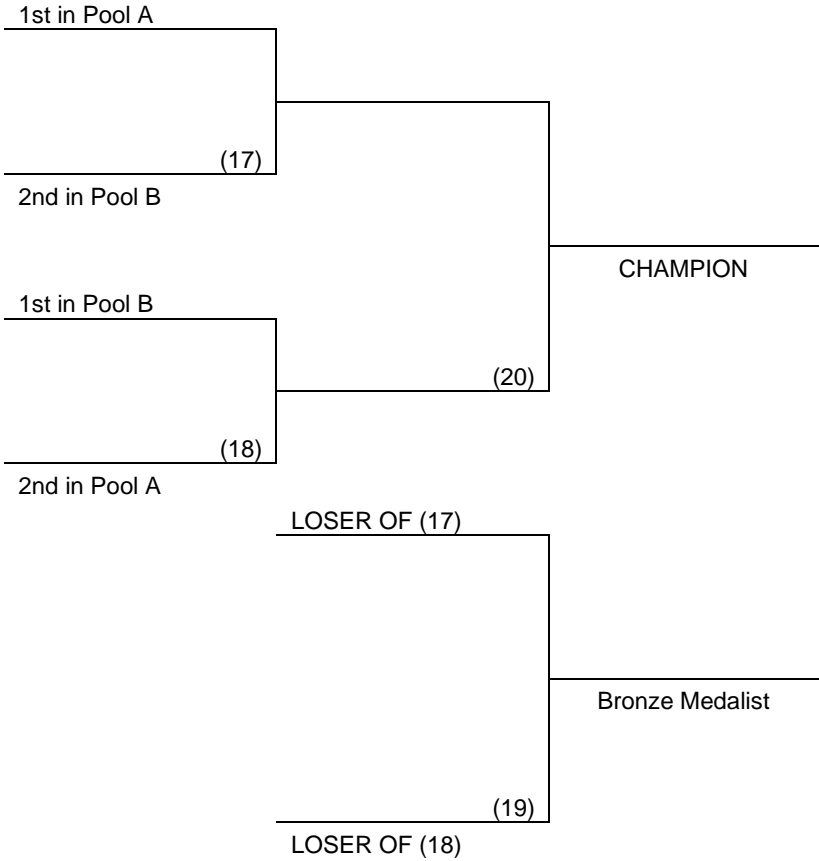 1st in Pool A
(17)
2nd in Pool B
CHAMPION
1st in Pool B
(20)
(18)
2nd in Pool A
LOSER OF (17)
Bronze Medalist
(19)
LOSER OF (18)